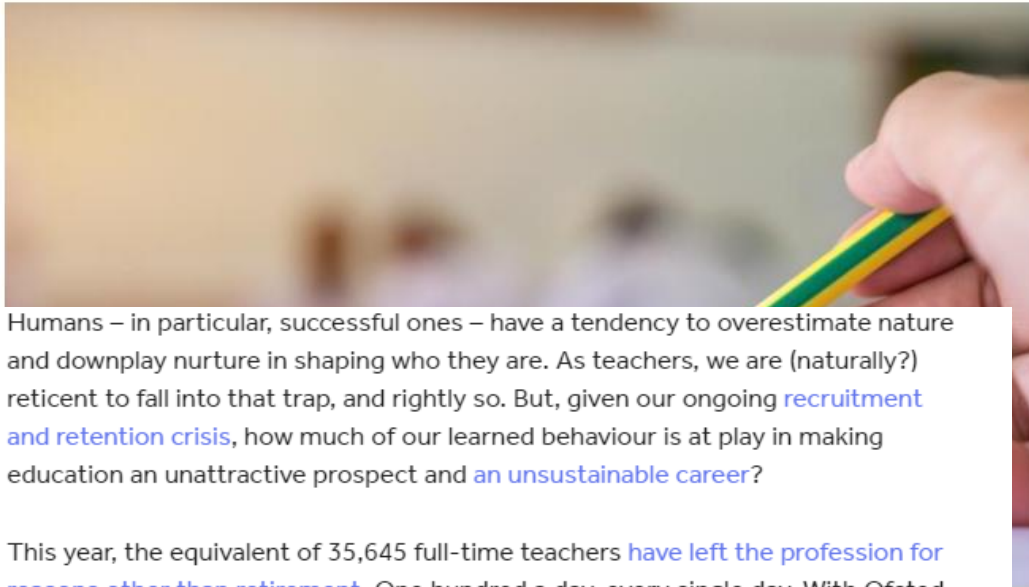 Humans – in particular, successful ones – have a tendency to overestimate nature
and downplay nurture in shaping who they are. As teachers, we are (naturally?)
reticent to fall into that trap, and rightly so. But, given our ongoing recruitment
and retention crisis, how much of our learned behaviour is at play in making
education an unattractive prospect and an unsustainable career?
This year, the equivalent of 35,645 full-time teachers have left the profession for
reasons other than retirement. One hundred a day, every single day. With Ofsted